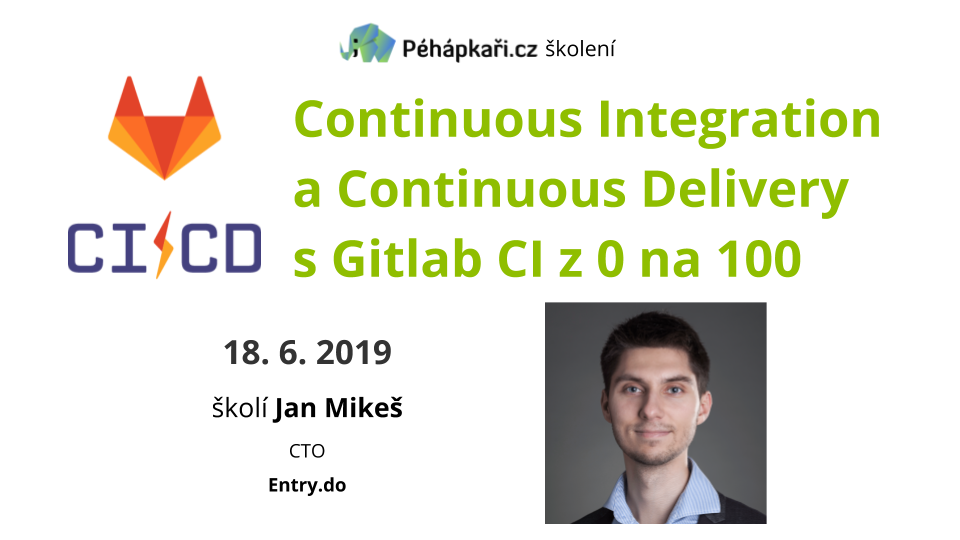 Péhápkaři.cz školení
Continuous Integration
a Continuous Delivery
s Gitlab CI z 0 na 100
CI CD
18. 6. 2019
školí Jan Mikeš
CTO
Entry.do